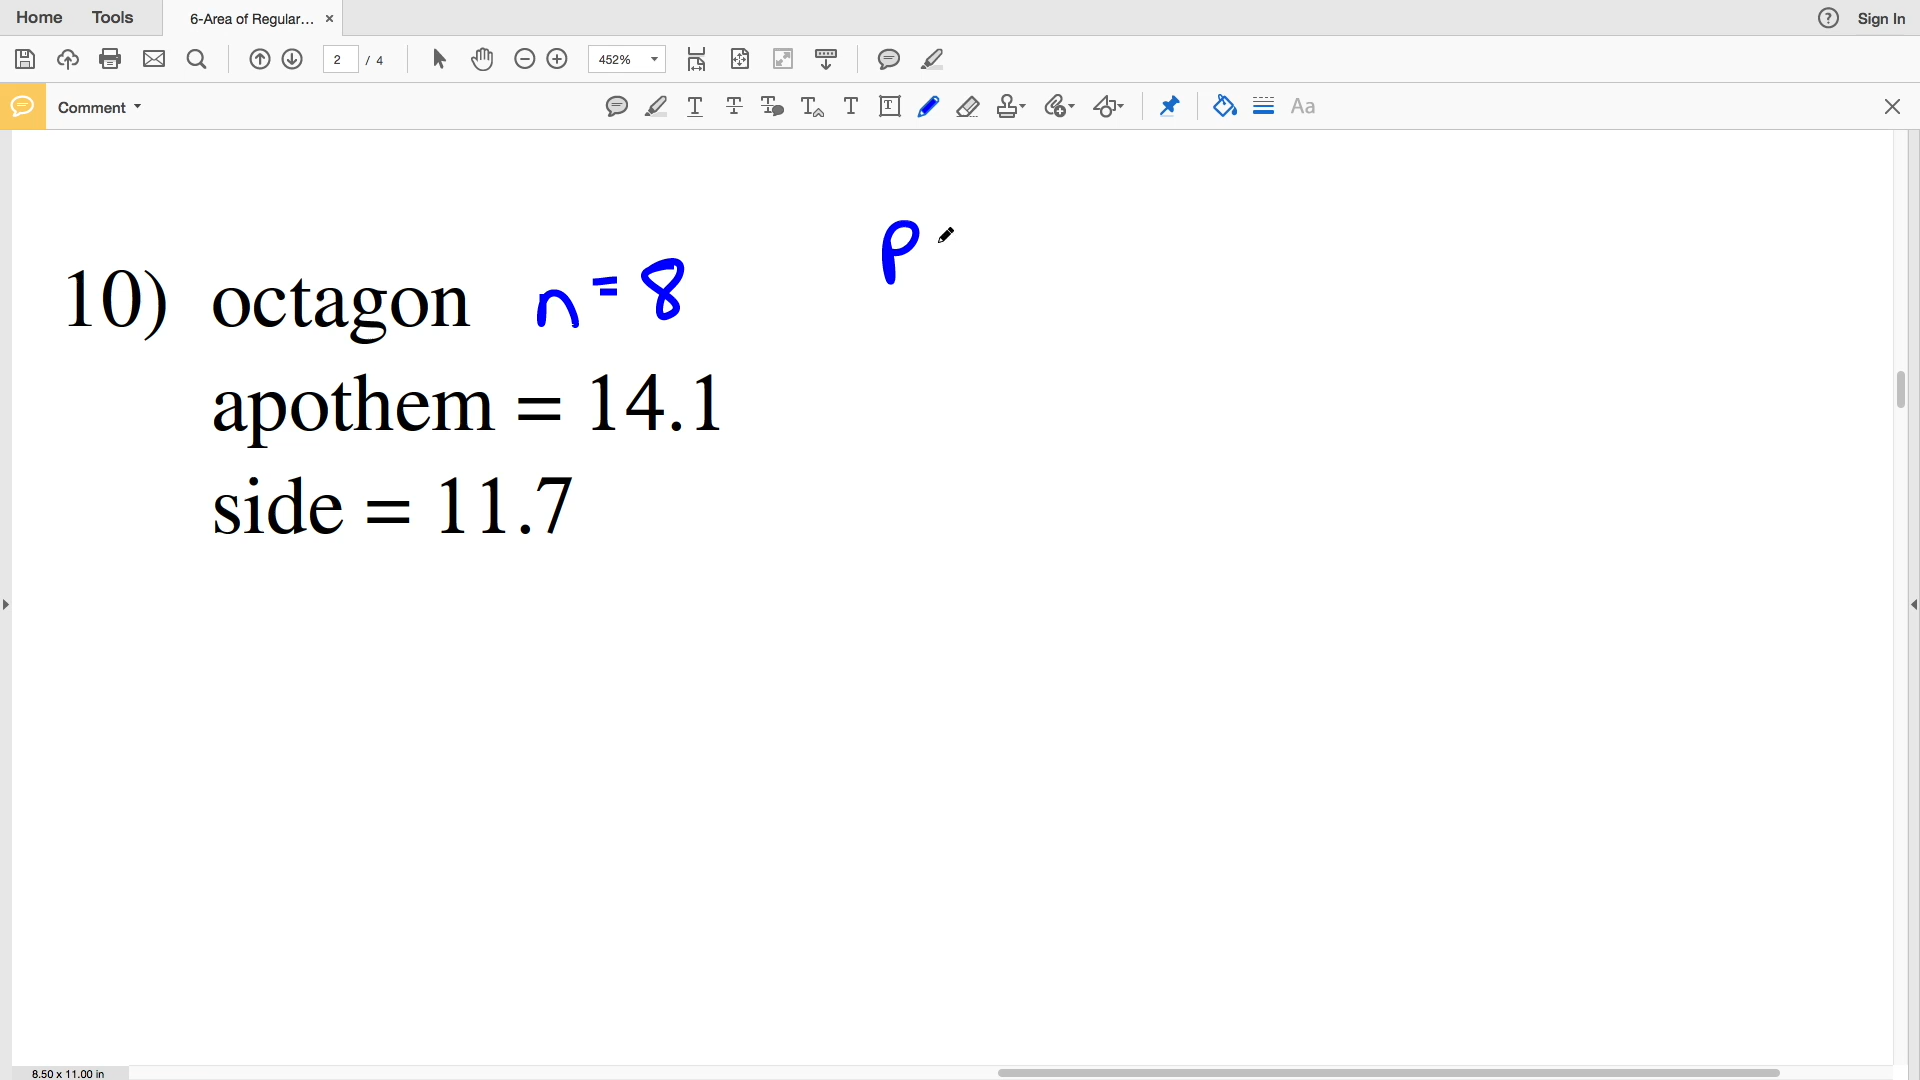 Home Tools 6-Area of Regular... × ? Sign In
2 / 4 452%
Comment Aa
P
10) octagon n = 8
apothem = 14.1
side = 11.7
8.50 x 11.00 in